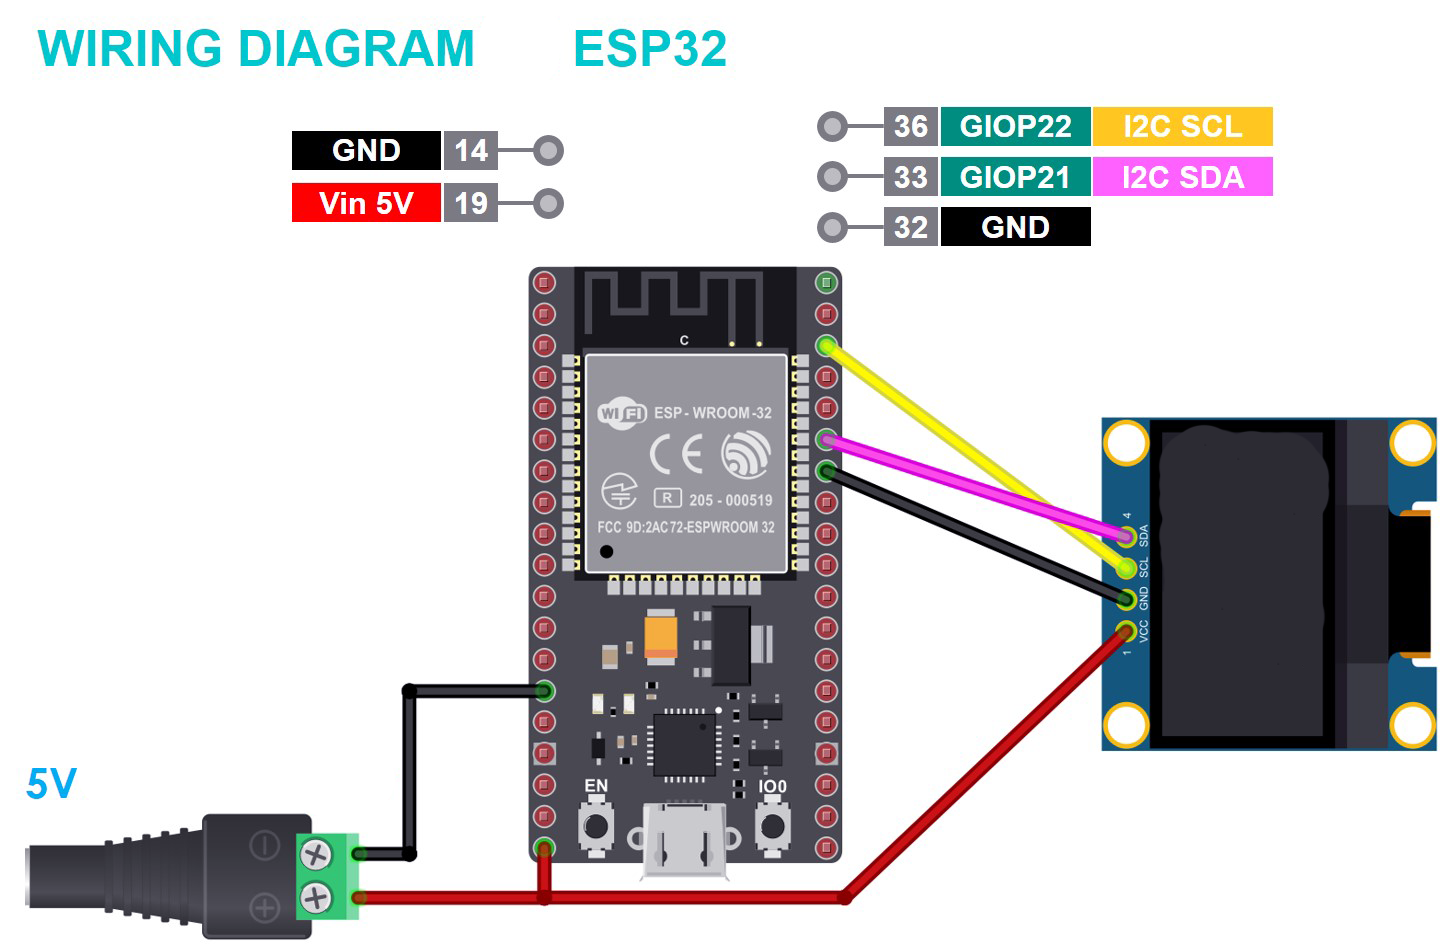 WIRING DIAGRAM ESP32
GND 14
Vin 5V 19
36 GIOP22 I2C SCL
33 GIOP21 I2C SDA
32 GND
C
WiFi ESP-WROOM-32
CE
R 205-000519
FCC 9D:2AC72-ESPWROOM 32
4
SDA
SCL
GND
VCC
1
5V
EN
IO0